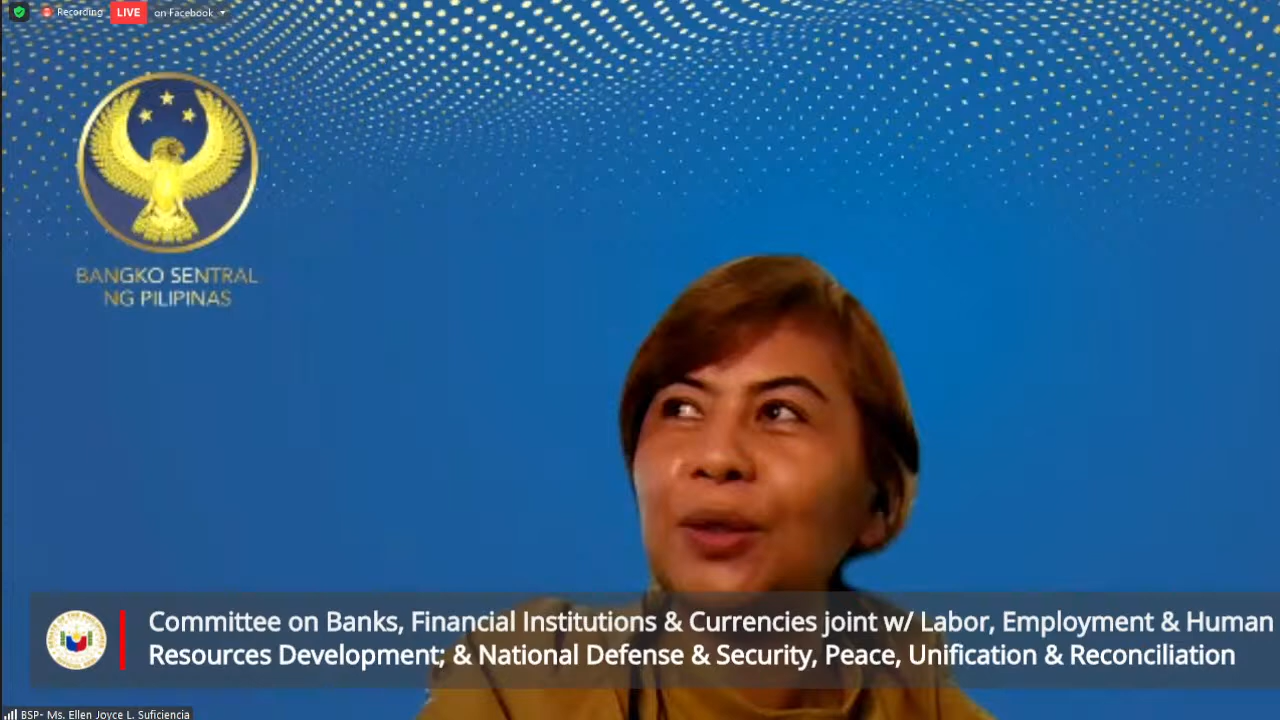 Recording LIVE on Facebook
BANGKO SENTRAL
NG PILIPINAS
Committee on Banks, Financial Institutions & Currencies joint w/ Labor, Employment & Human
Resources Development; & National Defense & Security, Peace, Unification & Reconciliation
BSP- Ms. Ellen Joyce L. Suficiencia